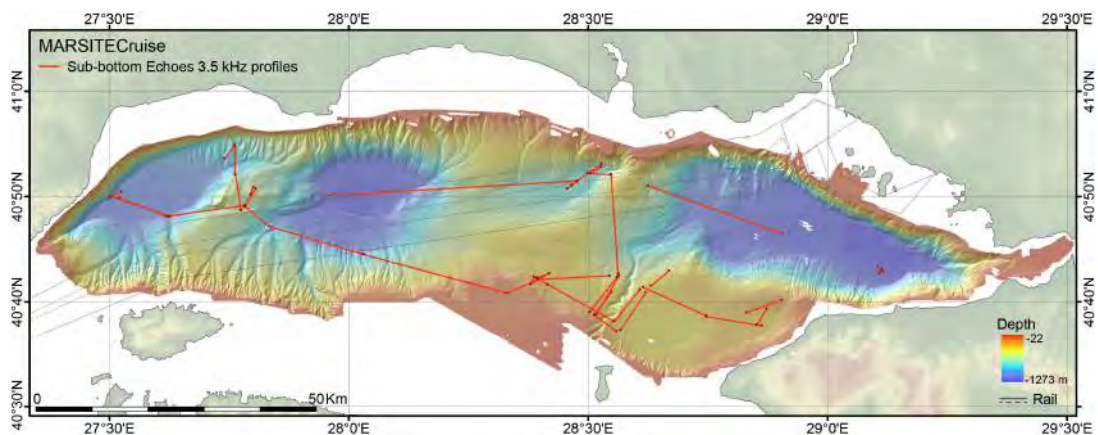 27°30'E 28°0'E 28°30'E 29°0'E 29°30'E
MARSITECruise
Sub-bottom Echoes 3.5 kHz profiles
41°0'N 41°0'N
40°50'N 40°50'N
40°40'N 40°40'N
Depth
-22
-1273 m
Rail
40°30'N 40°30'N
0 50Km
27°30'E 28°0'E 28°30'E 29°0'E 29°30'E